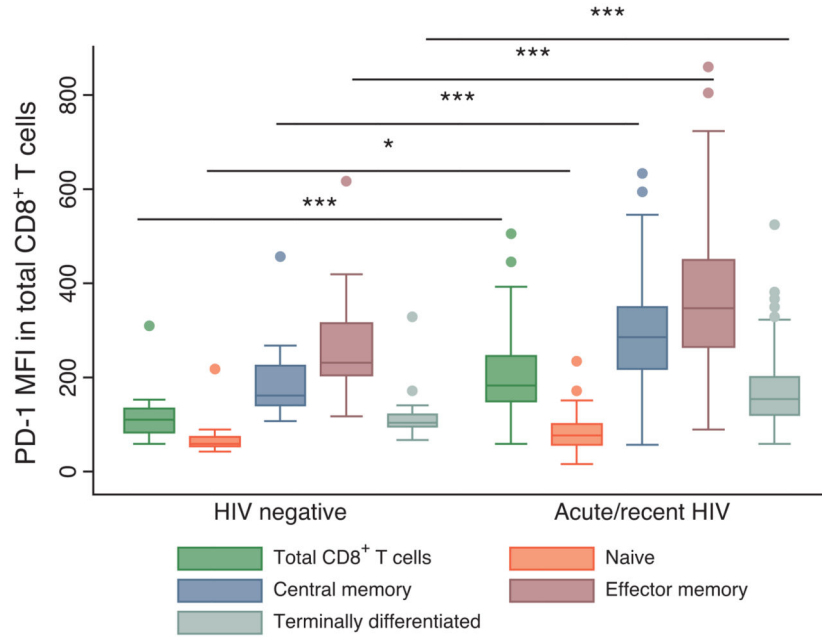 ***
***
***
*
***
PD-1 MFI in total CD8⁺ T cells
800
600
400
200
0
HIV negative
Acute/recent HIV
Total CD8⁺ T cells
Naive
Central memory
Effector memory
Terminally differentiated